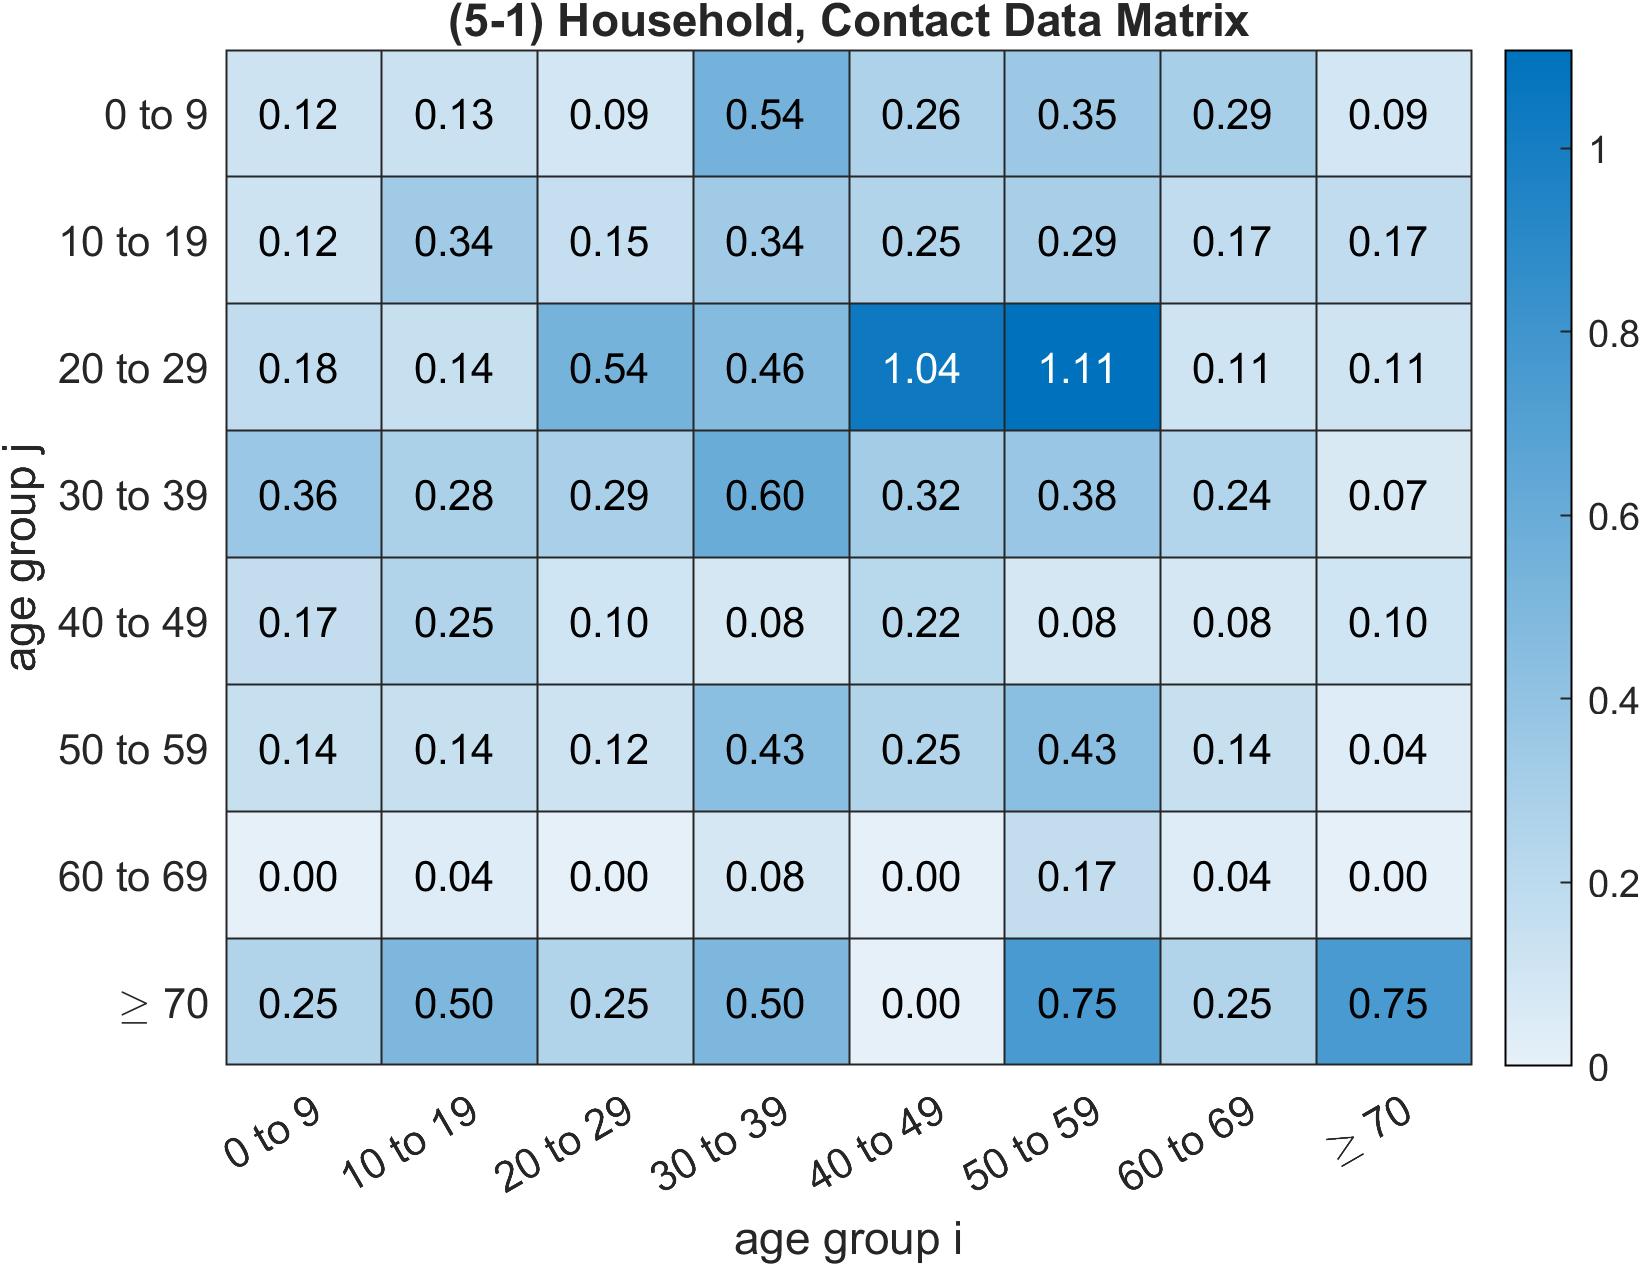 (5-1) Household, Contact Data Matrix
0 to 9 0.12 0.13 0.09 0.54 0.26 0.35 0.29 0.09
10 to 19 0.12 0.34 0.15 0.34 0.25 0.29 0.17 0.17
20 to 29 0.18 0.14 0.54 0.46 1.04 1.11 0.11 0.11
30 to 39 0.36 0.28 0.29 0.60 0.32 0.38 0.24 0.07
40 to 49 0.17 0.25 0.10 0.08 0.22 0.08 0.08 0.10
50 to 59 0.14 0.14 0.12 0.43 0.25 0.43 0.14 0.04
60 to 69 0.00 0.04 0.00 0.08 0.00 0.17 0.04 0.00
≥ 70 0.25 0.50 0.25 0.50 0.00 0.75 0.25 0.75
0 to 9 10 to 19 20 to 29 30 to 39 40 to 49 50 to 59 60 to 69 ≥ 70
age group i
age group j
1
0.8
0.6
0.4
0.2
0